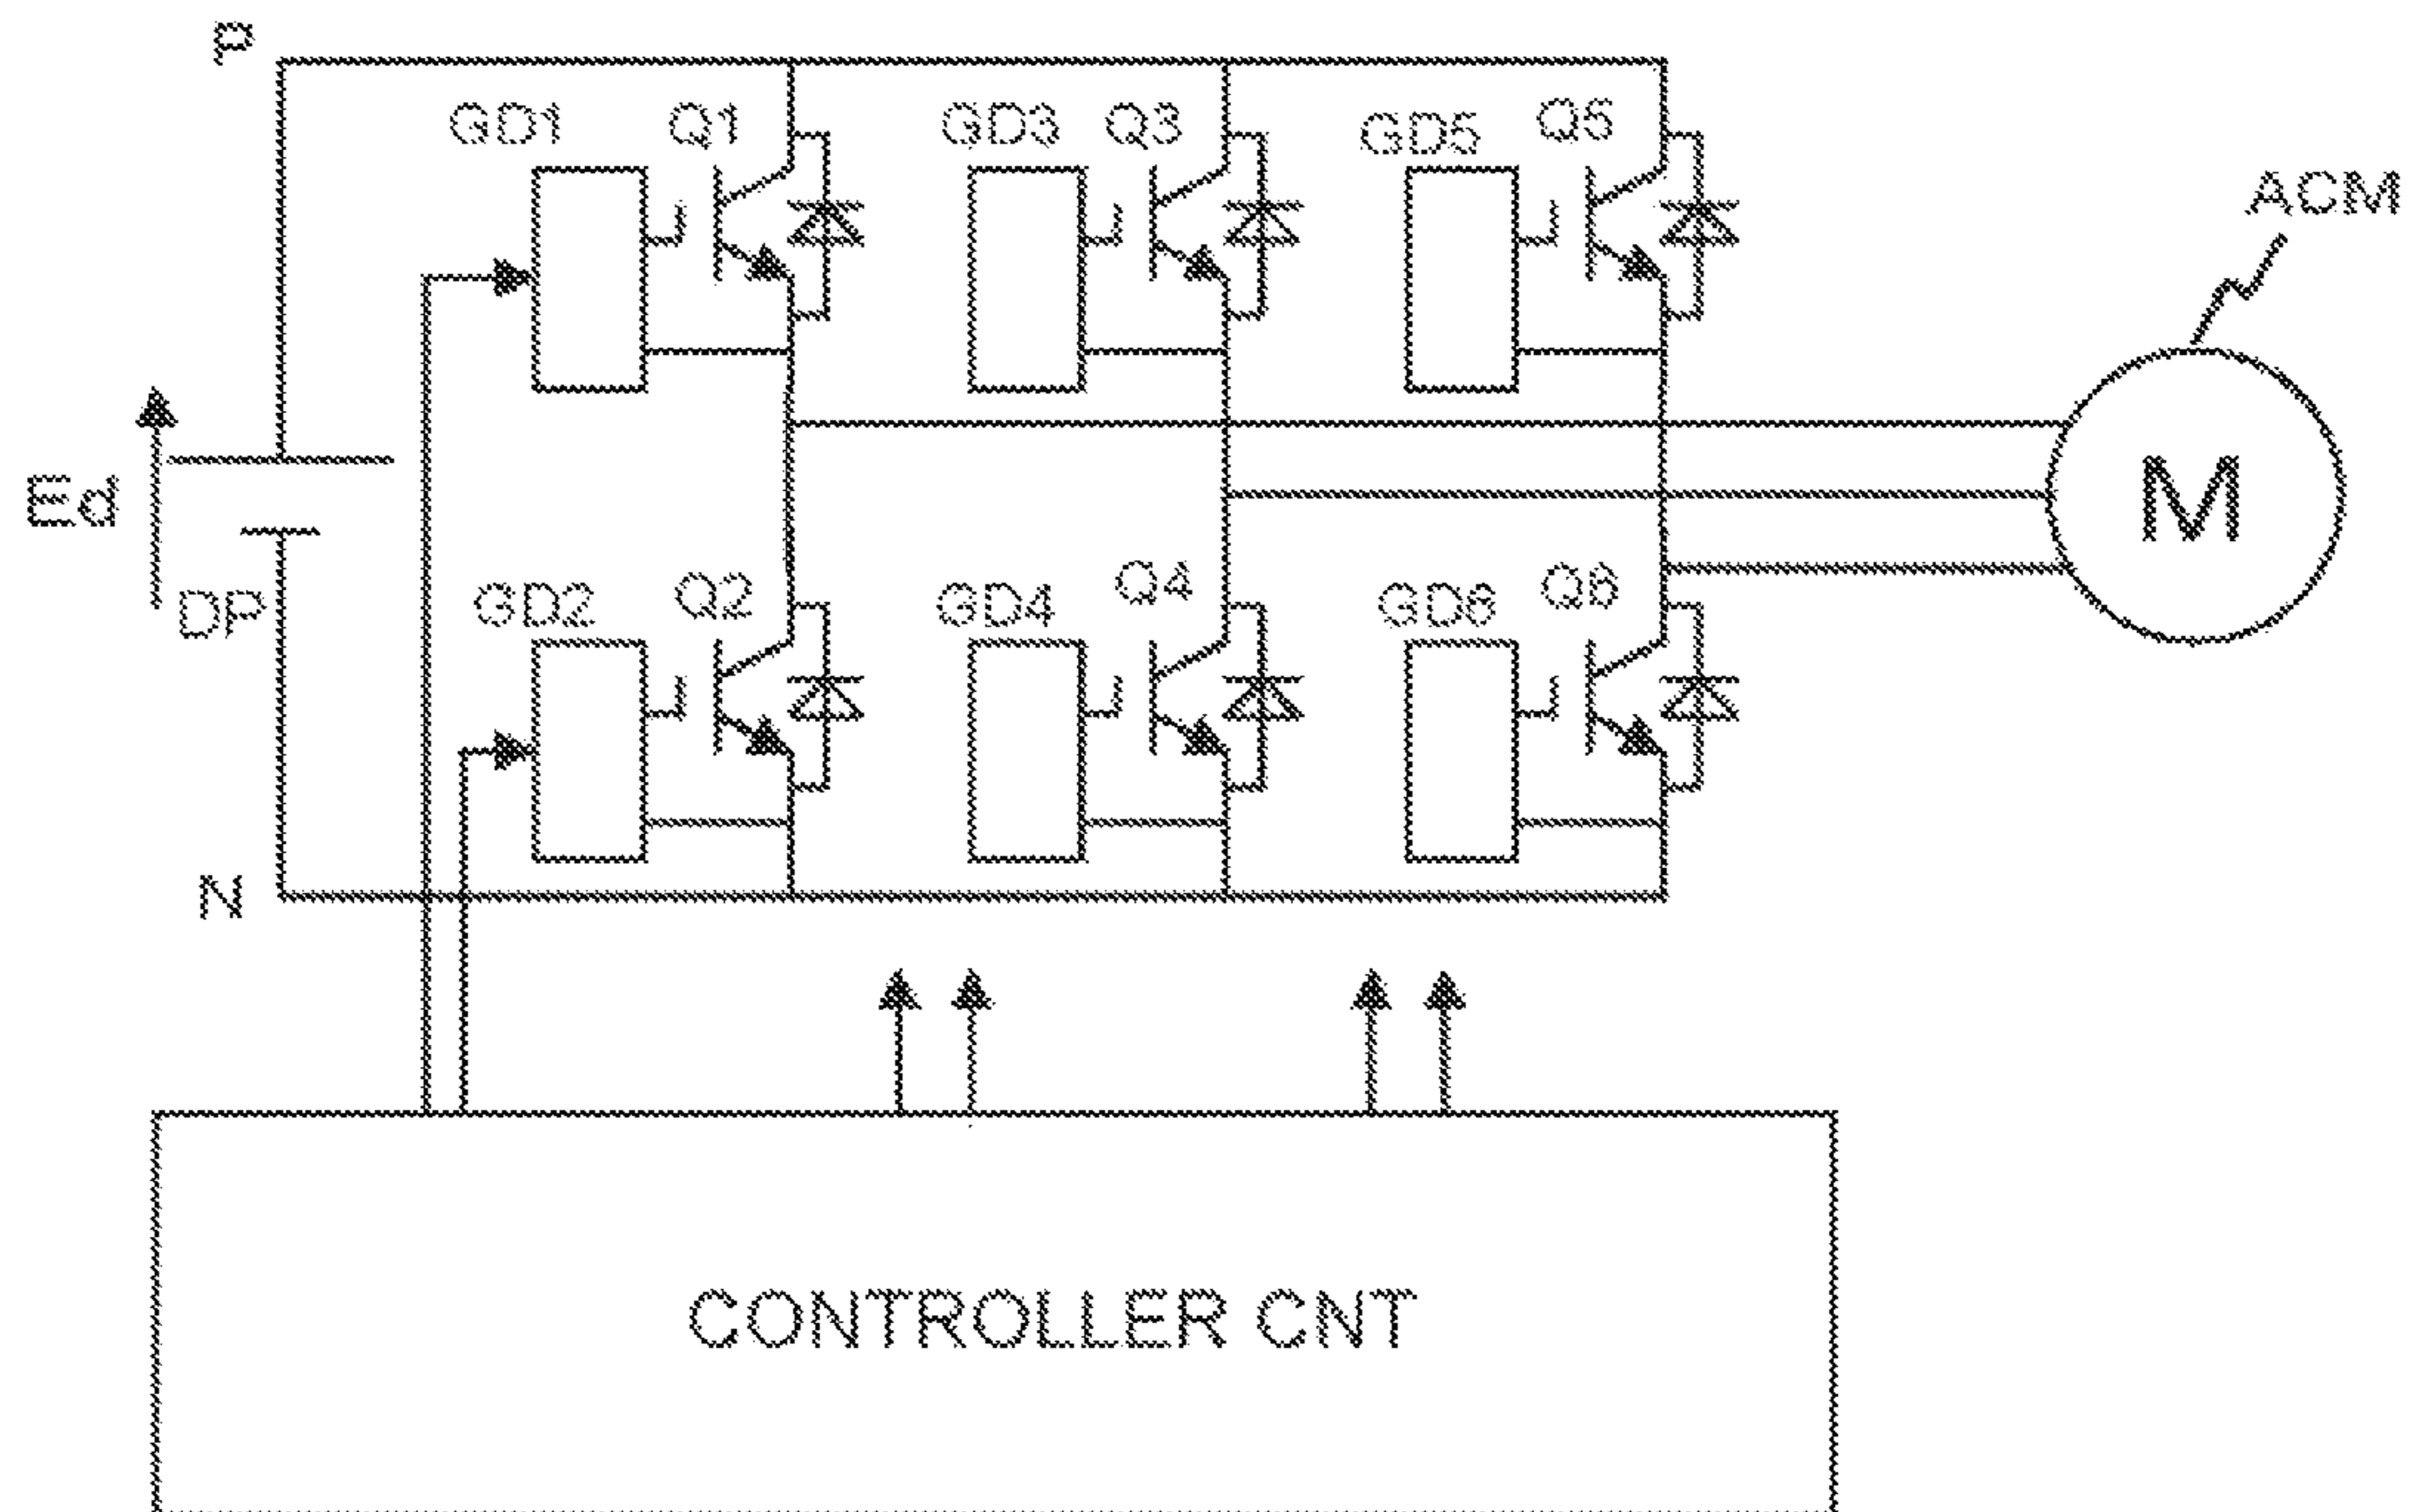 P
GD1 Q1 GD3 Q3 GD5 Q5
ACM
Ed
M
DP
GD2 Q2 GD4 Q4 GD6 Q6
N
CONTROLLER CNT